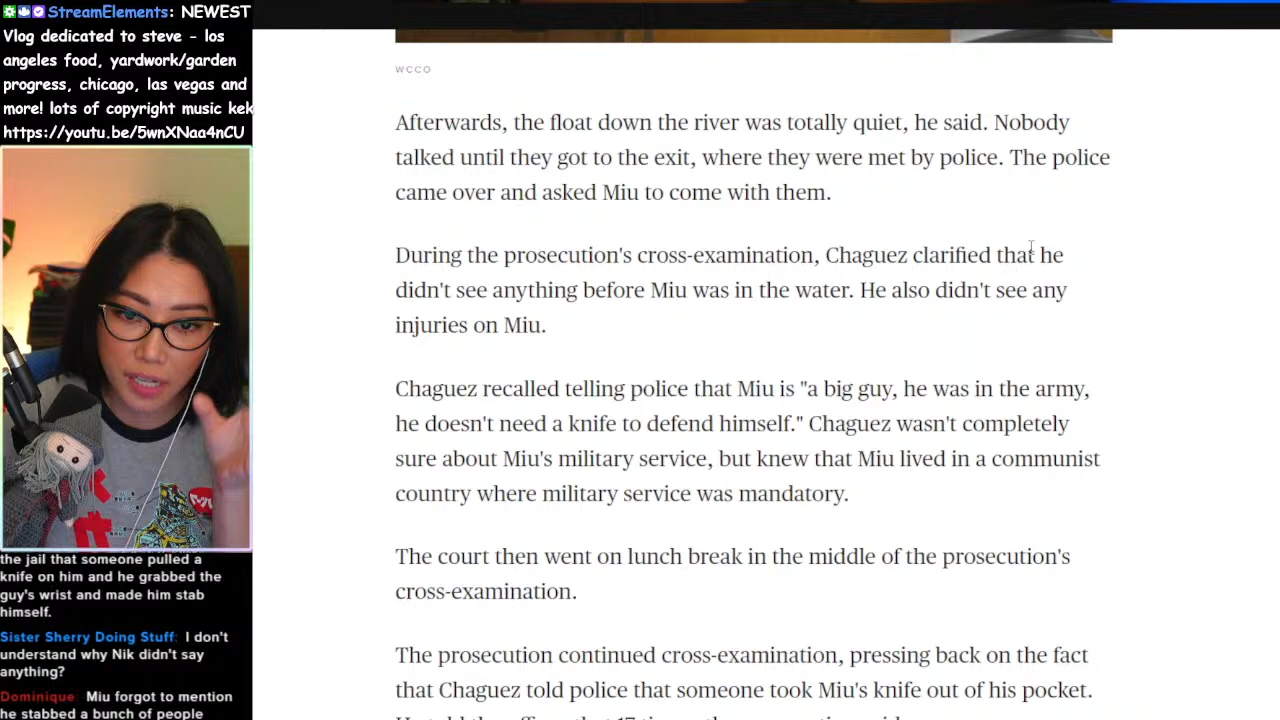 StreamElements: NEWEST
Vlog dedicated to steve - los
angeles food, yardwork/garden
progress, chicago, las vegas and
more! lots of copyright music kek
https://youtu.be/5wnXNaa4nCU
the jail that someone pulled a
knife on him and he grabbed the
guy's wrist and made him stab
himself.
Sister Sherry Doing Stuff: I don't
understand why Nik didn't say
anything?
Dominique: Miu forgot to mention
he stabbed a bunch of people
WCCO
Afterwards, the float down the river was totally quiet, he said. Nobody
talked until they got to the exit, where they were met by police. The police
came over and asked Miu to come with them.
During the prosecution's cross-examination, Chaguez clarified that he
didn't see anything before Miu was in the water. He also didn't see any
injuries on Miu.
Chaguez recalled telling police that Miu is "a big guy, he was in the army,
he doesn't need a knife to defend himself." Chaguez wasn't completely
sure about Miu's military service, but knew that Miu lived in a communist
country where military service was mandatory.
The court then went on lunch break in the middle of the prosecution's
cross-examination.
The prosecution continued cross-examination, pressing back on the fact
that Chaguez told police that someone took Miu's knife out of his pocket.